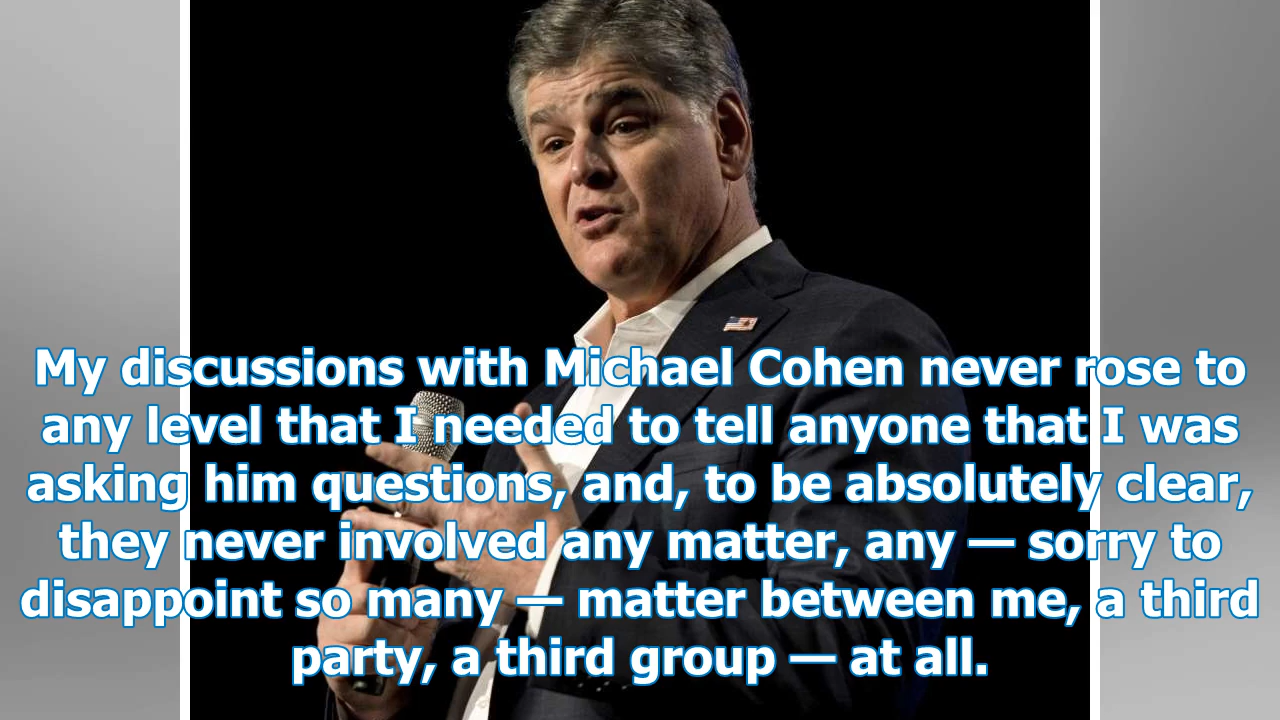 My discussions with Michael Cohen never rose to
any level that I needed to tell anyone that I was
asking him questions, and, to be absolutely clear,
they never involved any matter, any — sorry to
disappoint so many — matter between me, a third
party, a third group — at all.